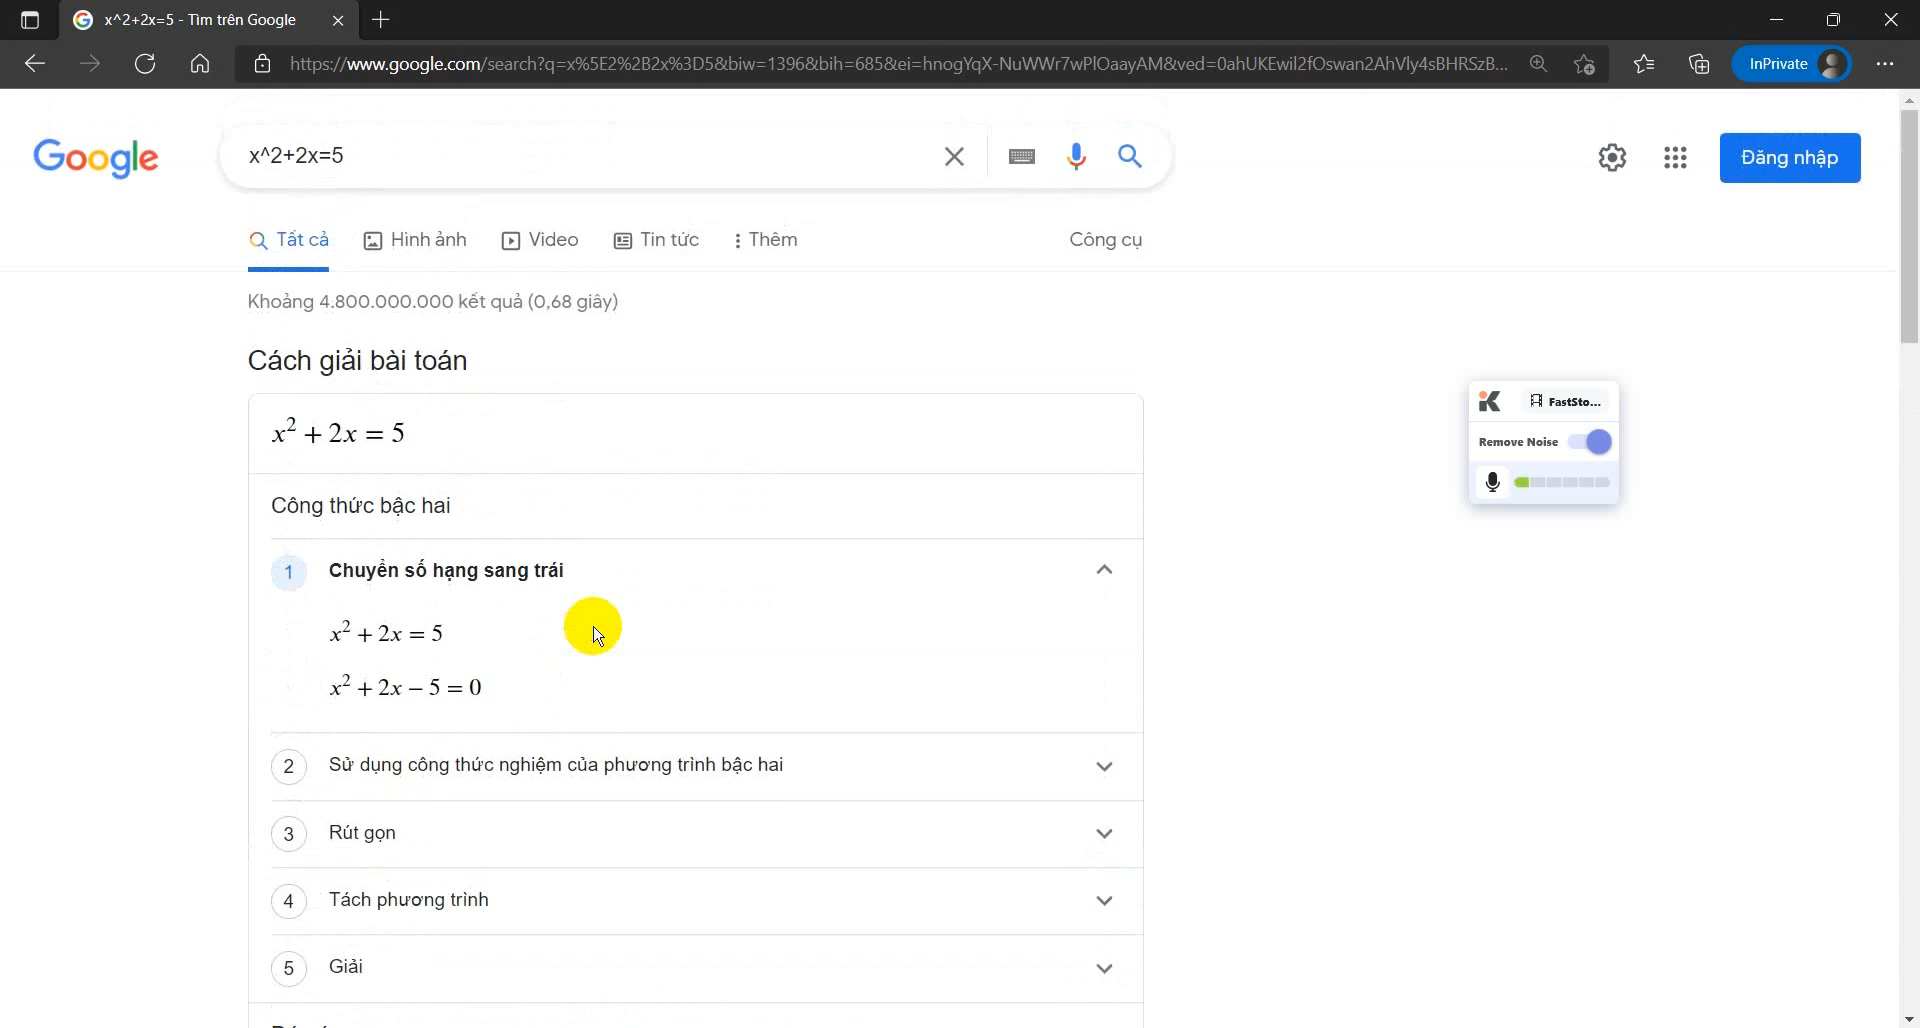 x^2+2x=5 - Tìm trên Google
https://www.google.com/search?q=x%5E2%2B2x%3D5&biw=1396&bih=685&ei=hnogYqX-NuWWr7wPlOaayAM&ved=0ahUKEwil2fOswan2AhVly4sBHRSzB...
InPrivate
Google
x^2+2x=5
Đăng nhập
Tất cả
Hình ảnh
Video
Tin tức
Thêm
Công cụ
Khoảng 4.800.000.000 kết quả (0,68 giây)
Cách giải bài toán
x² + 2x = 5
FastSto...
Remove Noise
Công thức bậc hai
1 Chuyển số hạng sang trái
x² + 2x = 5
x² + 2x − 5 = 0
2 Sử dụng công thức nghiệm của phương trình bậc hai
3 Rút gọn
4 Tách phương trình
5 Giải